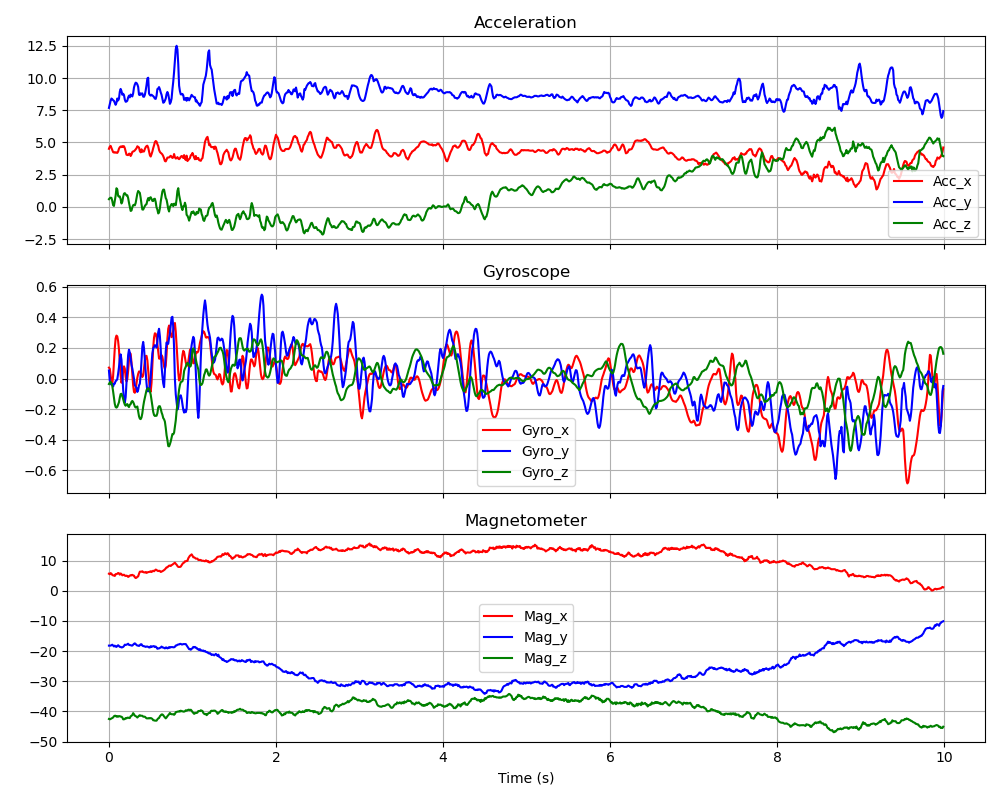 Acceleration
12.5
10.0
7.5
5.0
2.5
0.0
−2.5
Acc_x
Acc_y
Acc_z
Gyroscope
0.6
0.4
0.2
0.0
−0.2
−0.4
−0.6
Gyro_x
Gyro_y
Gyro_z
Magnetometer
10
0
−10
−20
−30
−40
−50
Mag_x
Mag_y
Mag_z
0 2 4 6 8 10
Time (s)